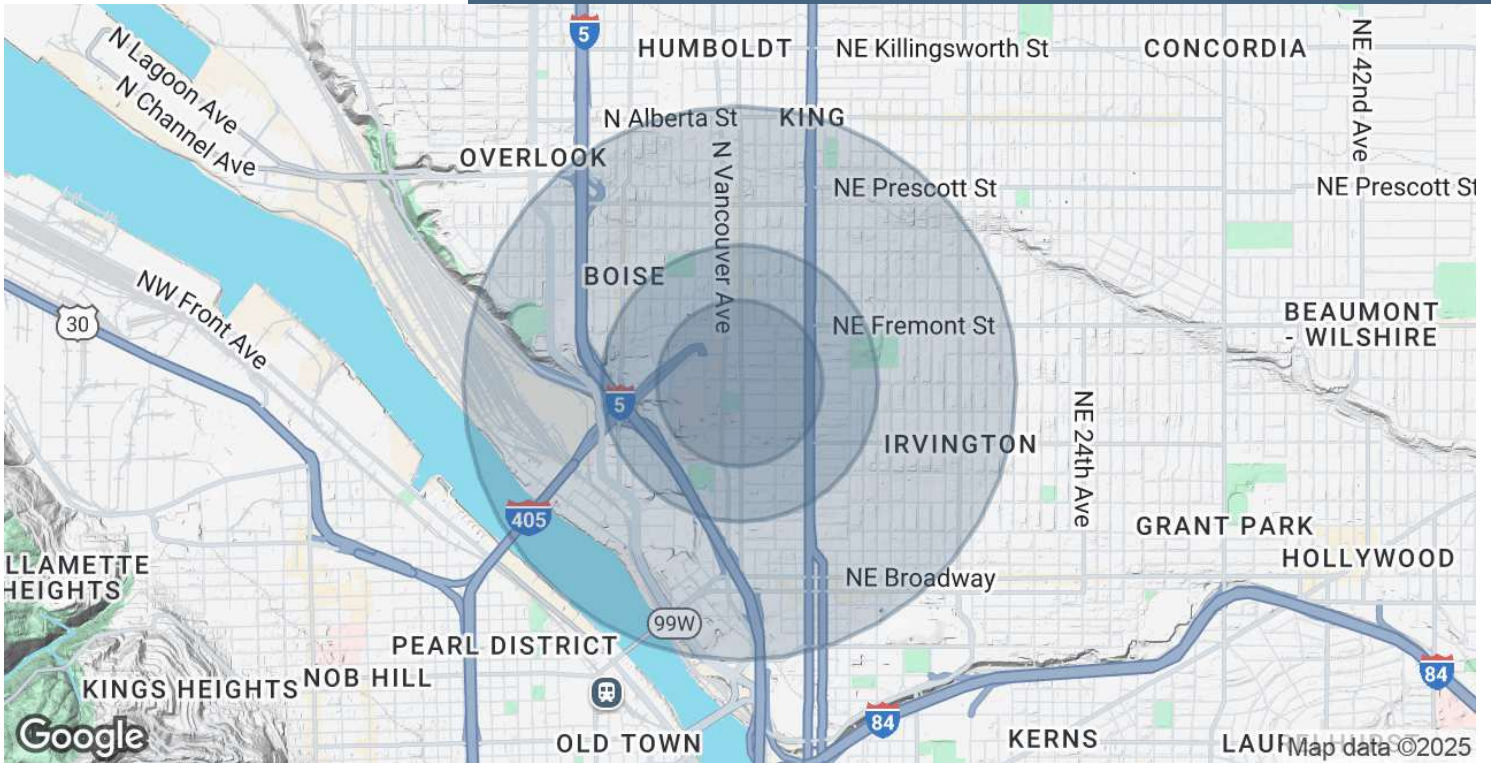 5
HUMBOLDT
NE Killingsworth St
CONCORDIA
NE 42nd Ave
N Lagoon Ave
N Channel Ave
N Alberta St
KING
OVERLOOK
N Vancouver Ave
NE Prescott St
NE Prescott St
BOISE
NW Front Ave
30
NE Fremont St
BEAUMONT
- WILSHIRE
5
NE 24th Ave
IRVINGTON
405
GRANT PARK
HOLLYWOOD
LLAMETTE
HEIGHTS
NE Broadway
99W
PEARL DISTRICT
NOB HILL
KINGS HEIGHTS
84
84
Google
OLD TOWN
KERNS
Map data ©2025